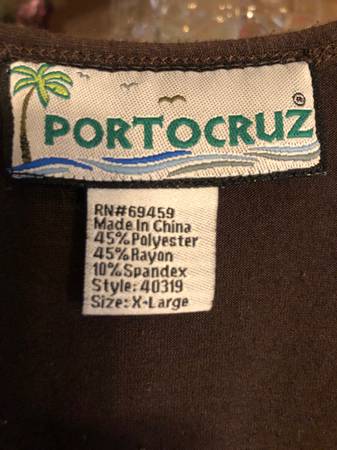 PORTOCRUZ®
RN#69459
Made In China
45%Polyester
45%Rayon
10%Spandex
Style: 40319
Size: X-Large